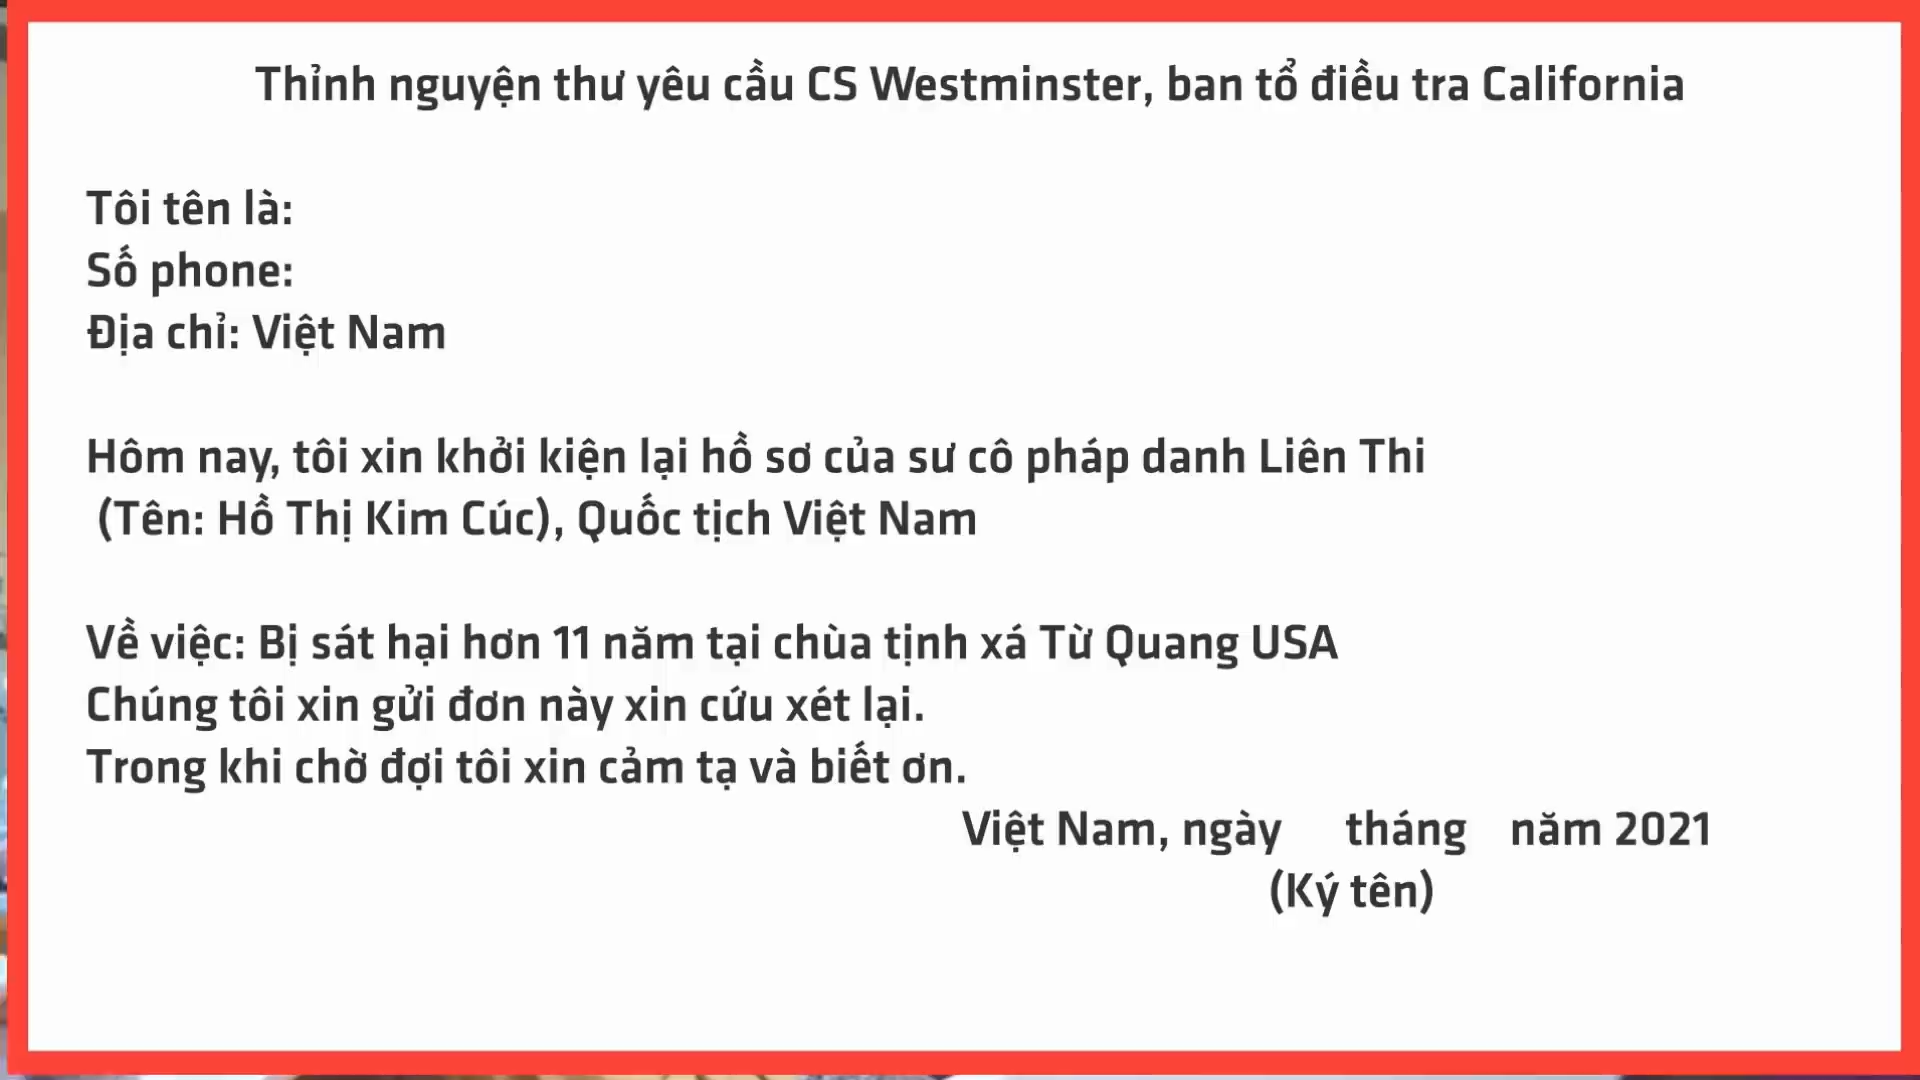 Thỉnh nguyện thư yêu cầu CS Westminster, ban tổ điều tra California
Tôi tên là:
Số phone:
Địa chỉ: Việt Nam
Hôm nay, tôi xin khởi kiện lại hồ sơ của sư cô pháp danh Liên Thi
(Tên: Hồ Thị Kim Cúc), Quốc tịch Việt Nam
Về việc: Bị sát hại hơn 11 năm tại chùa tịnh xá Từ Quang USA
Chúng tôi xin gửi đơn này xin cứu xét lại.
Trong khi chờ đợi tôi xin cảm tạ và biết ơn.
Việt Nam, ngày tháng năm 2021
(Ký tên)